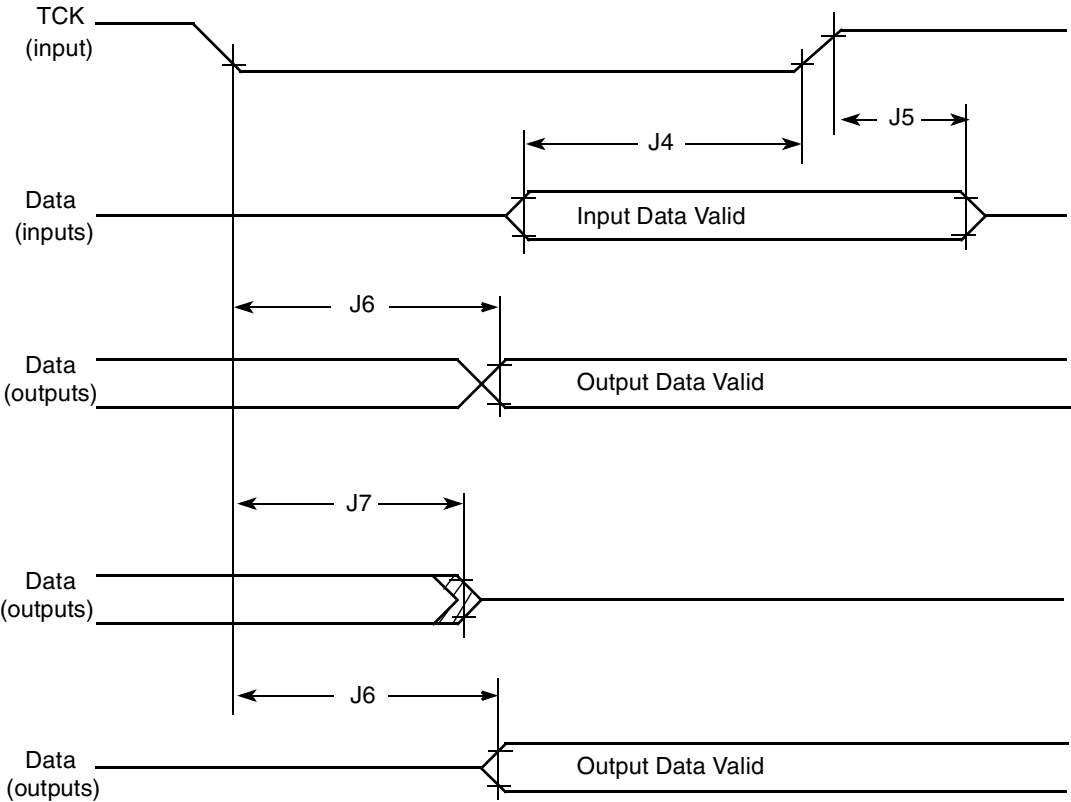 TCK
(input)
J5
J4
Data
(inputs)
Input Data Valid
J6
Data
(outputs)
Output Data Valid
J7
Data
(outputs)
J6
Data
(outputs)
Output Data Valid